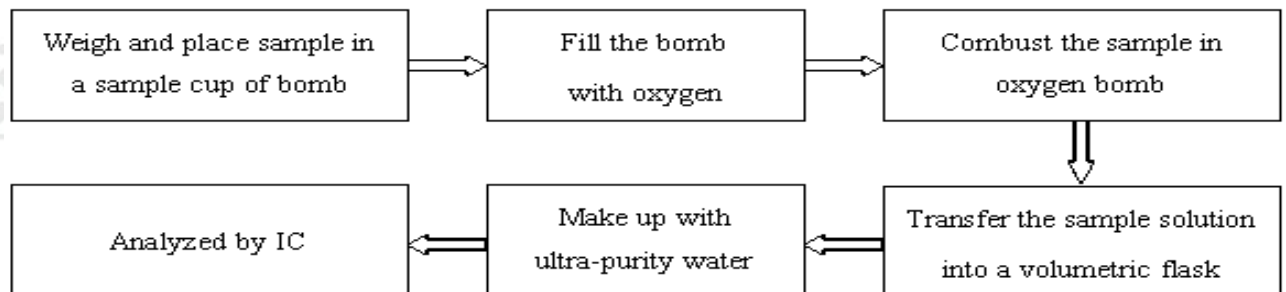 Weigh and place sample in
a sample cup of bomb
Fill the bomb
with oxygen
Combust the sample in
oxygen bomb
Transfer the sample solution
into a volumetric flask
Make up with
ultra-purity water
Analyzed by IC